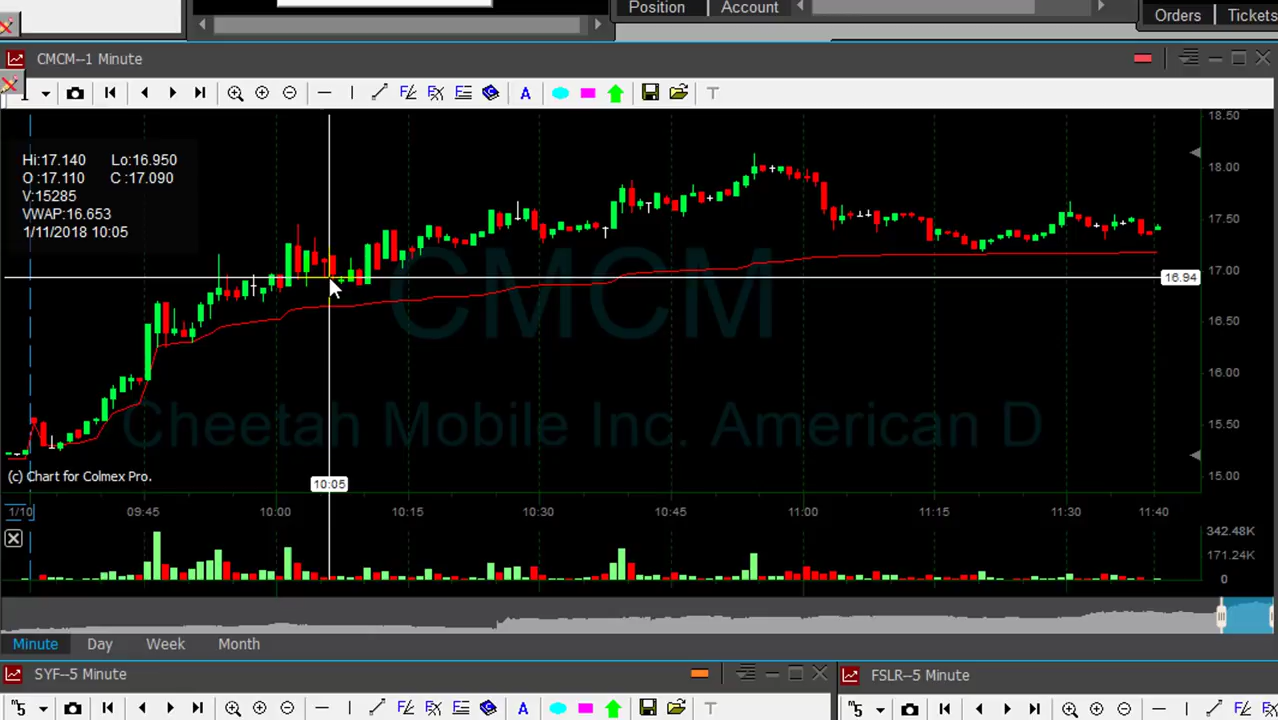 Position Account
Orders Tickets
CMCM--1 Minute
1
A
T
Hi:17.140 Lo:16.950
O :17.110 C :17.090
V:15285
VWAP:16.653
1/11/2018 10:05
18.50
18.00
17.50
17.00
16.94
16.50
16.00
15.50
15.00
CMCM
Cheetah Mobile Inc. American D
(c) Chart for Colmex Pro.
10:05
1/10 09:45 10:00 10:15 10:30 10:45 11:00 11:15 11:30 11:40
342.48K
171.24K
0
Minute Day Week Month
SYF--5 Minute
FSLR--5 Minute
5 A T
5